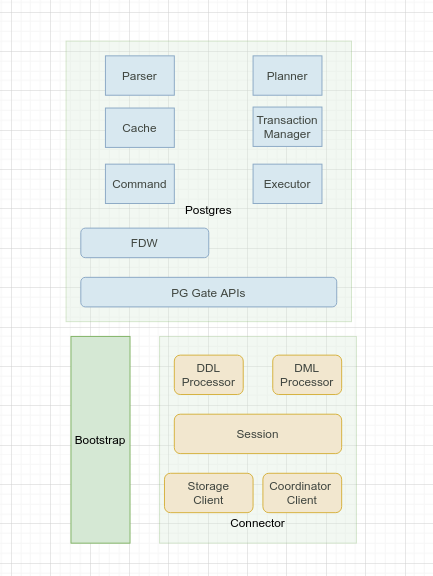 Parser
Planner
Cache
Transaction
Manager
Command
Executor
Postgres
FDW
PG Gate APIs
Bootstrap
DDL
Processor
DML
Processor
Session
Storage
Client
Coordinator
Client
Connector